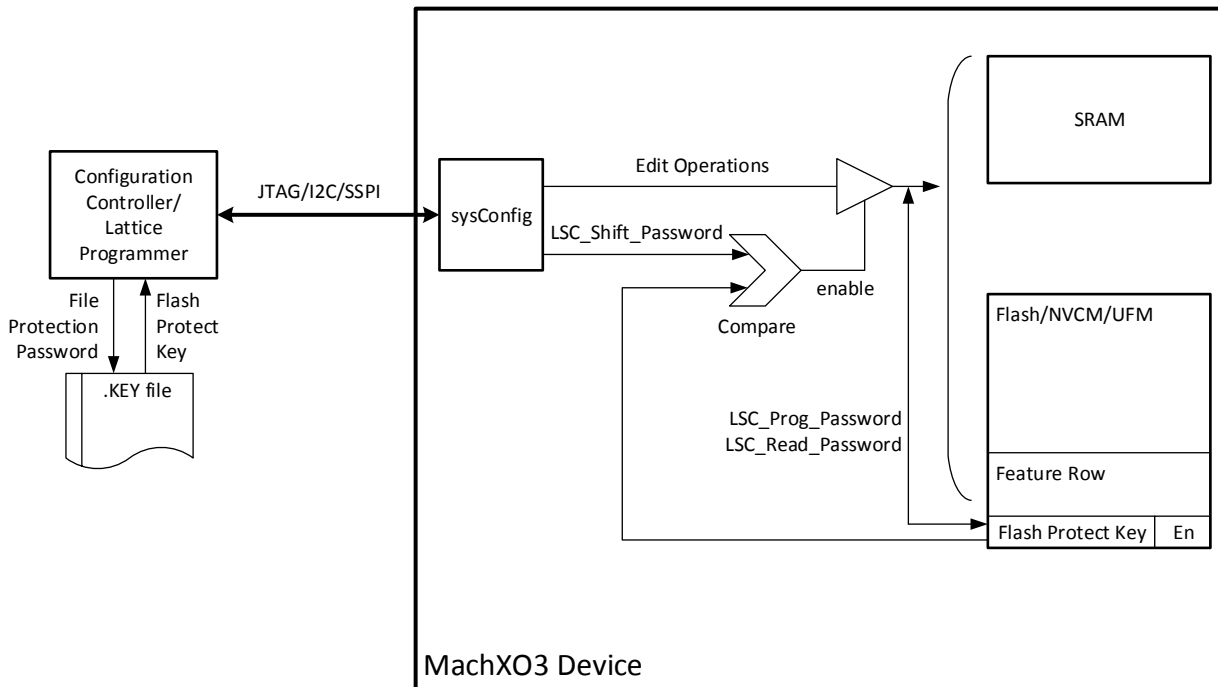 SRAM
Configuration
Controller/
Lattice
Programmer
JTAG/I2C/SSPI
sysConfig
Edit Operations
LSC_Shift_Password
enable
Compare
File
Protection
Password
Flash
Protect
Key
.KEY file
Flash/NVCM/UFM
LSC_Prog_Password
LSC_Read_Password
Feature Row
Flash Protect Key
En
MachXO3 Device